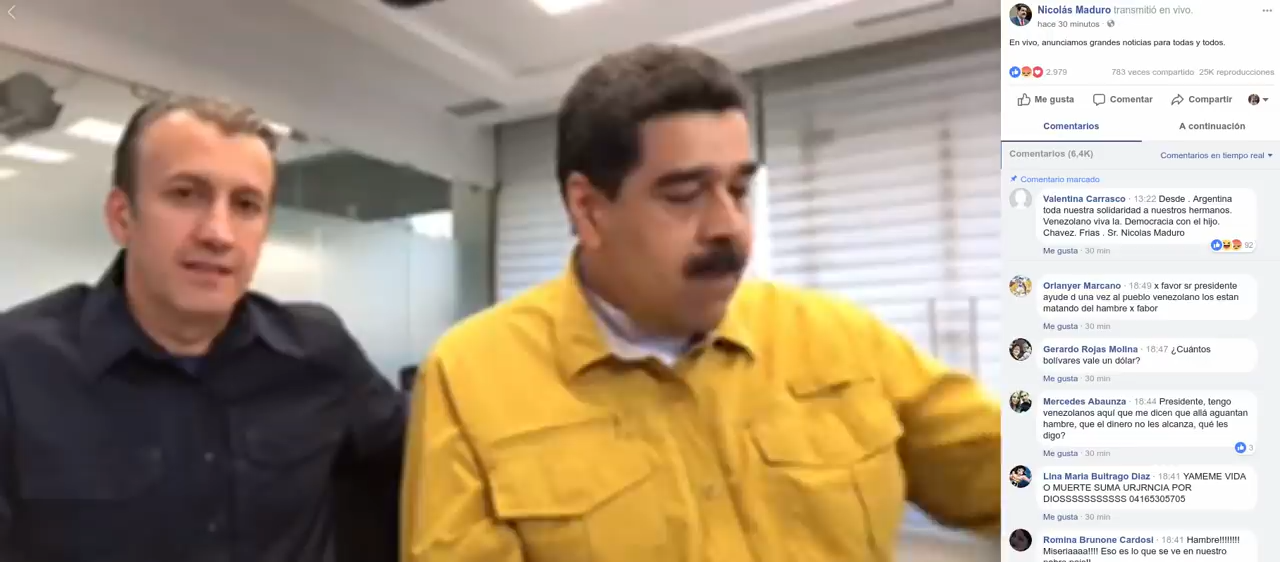 Nicolás Maduro transmitió en vivo.
hace 30 minutos ·
En vivo, anunciamos grandes noticias para todas y todos.
2.979 783 veces compartido 25K reproducciones
Me gusta Comentar Compartir
Comentarios A continuación
Comentarios (6,4K) Comentarios en tiempo real
Comentario marcado
Valentina Carrasco · 13:22 Desde . Argentina
toda nuestra solidaridad a nuestros hermanos.
Venezolano viva la. Democracia con el hijo.
Chavez. Frias . Sr. Nicolas Maduro
92
Me gusta · 30 min
Orlanyer Marcano · 18:49 x favor sr presidente
ayude d una vez al pueblo venezolano los estan
matando del hambre x fabor
Me gusta · 30 min
Gerardo Rojas Molina · 18:47 ¿Cuántos
bolívares vale un dólar?
Me gusta · 30 min
Mercedes Abaunza · 18:44 Presidente, tengo
venezolanos aquí que me dicen que allá aguantan
hambre, que el dinero no les alcanza, qué les
digo?
3
Me gusta · 30 min
Lina Maria Buitrago Diaz · 18:41 YAMEME VIDA
O MUERTE SUMA URJRNCIA POR
DIOSSSSSSSSSSS 04165305705
Me gusta · 30 min
Romina Brunone Cardosi · 18:41 Hambre!!!!!!!!
Miseriaaaa!!!! Eso es lo que se ve en nuestro